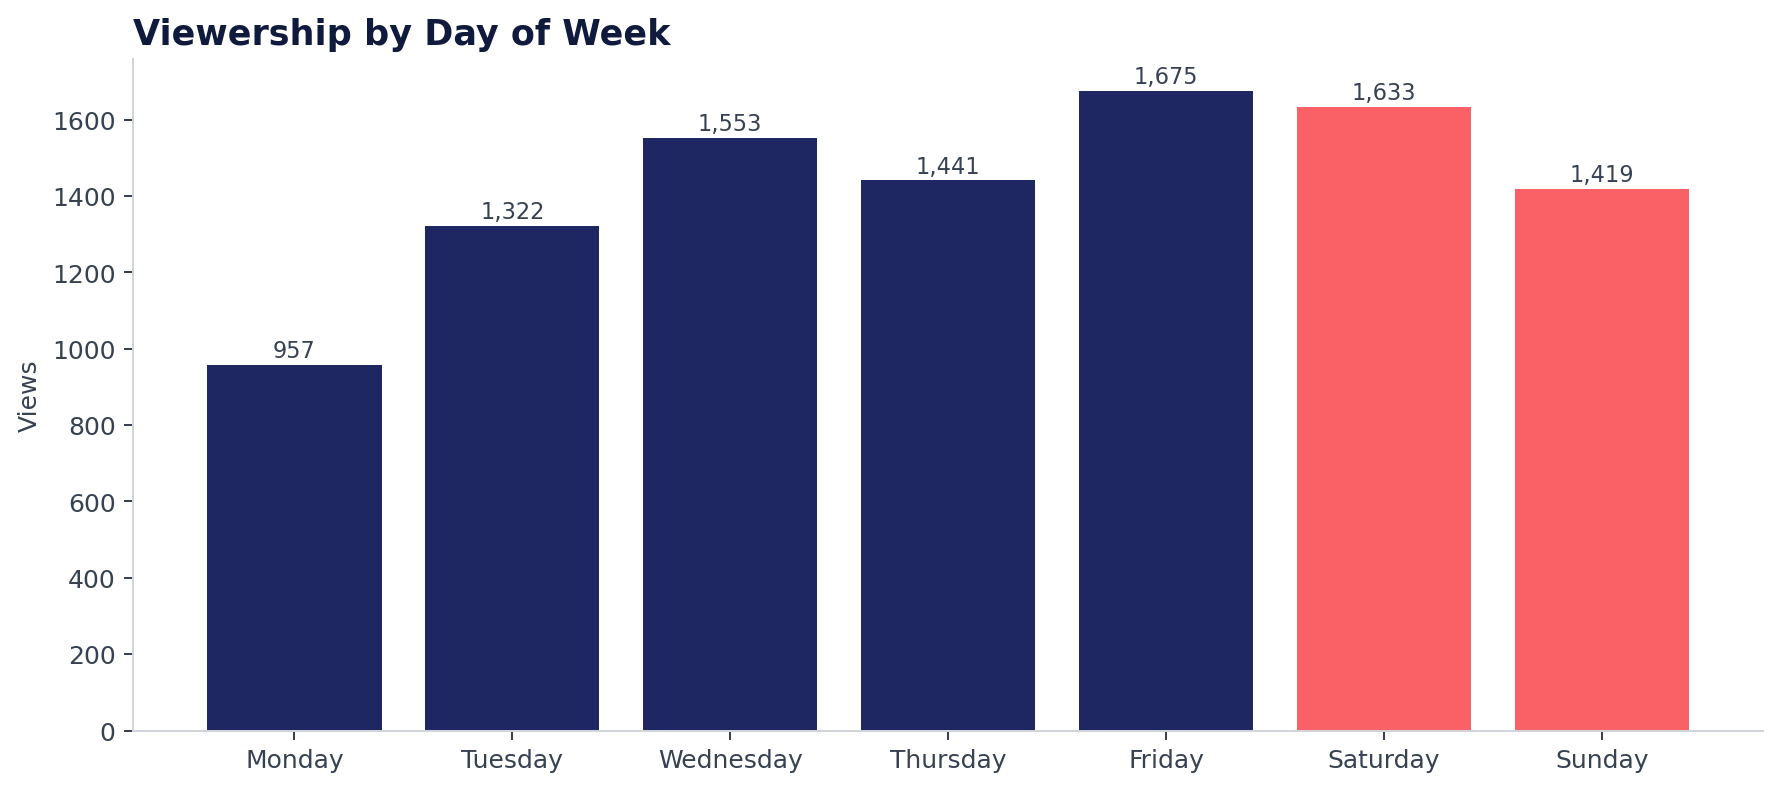 Viewership by Day of Week
1,675
1,633
1600
1,553
1,441
1,419
1400
1,322
1200
1000
957
Views
800
600
400
200
0
Monday
Tuesday
Wednesday
Thursday
Friday
Saturday
Sunday